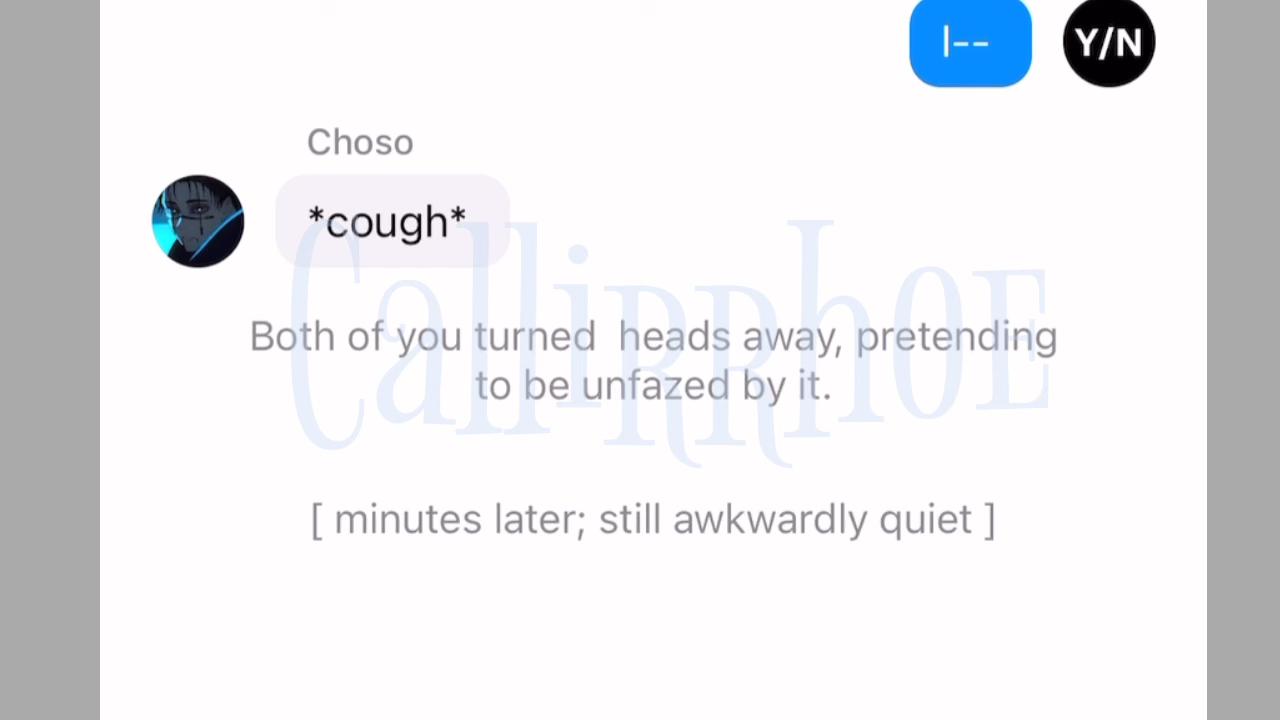 I--
Y/N
Choso
*cough*
CalliRRhOE
Both of you turned  heads away, pretending
to be unfazed by it.
[ minutes later; still awkwardly quiet ]